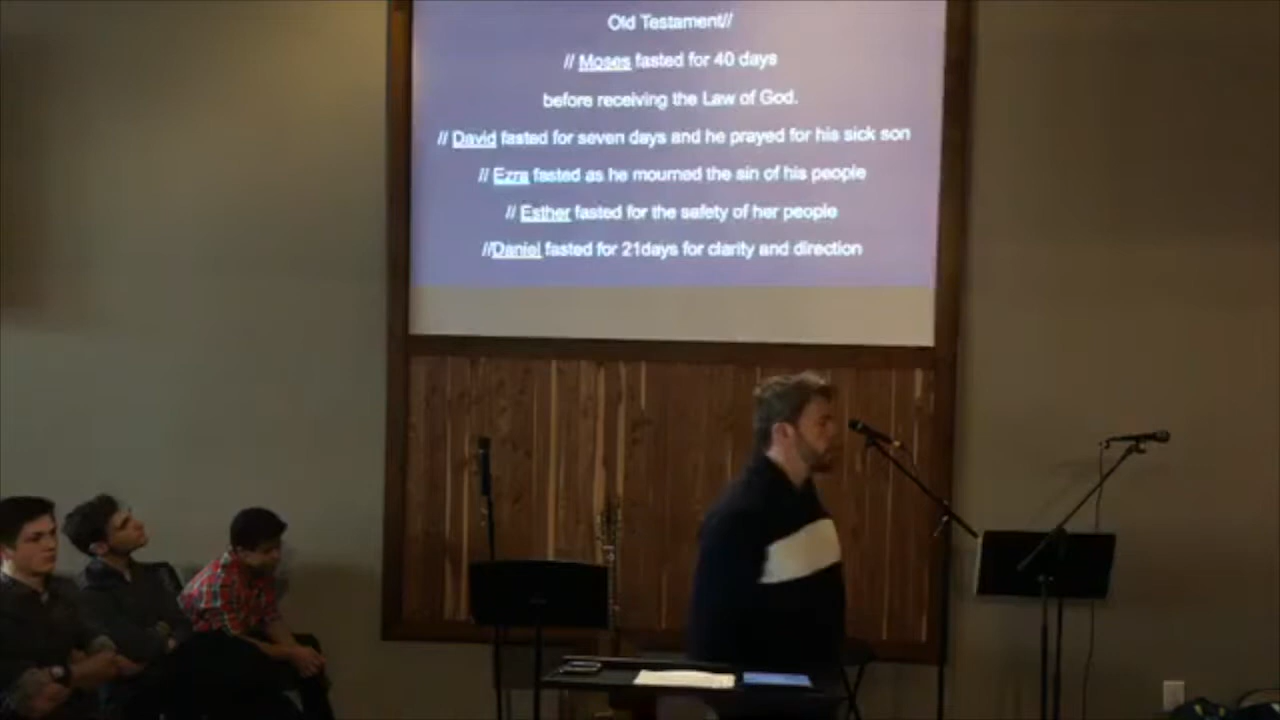 Old Testament//
// Moses fasted for 40 days
before receiving the Law of God.
// David fasted for seven days and he prayed for his sick son
// Ezra fasted as he mourned the sin of his people
// Esther fasted for the safety of her people
//Daniel fasted for 21days for clarity and direction